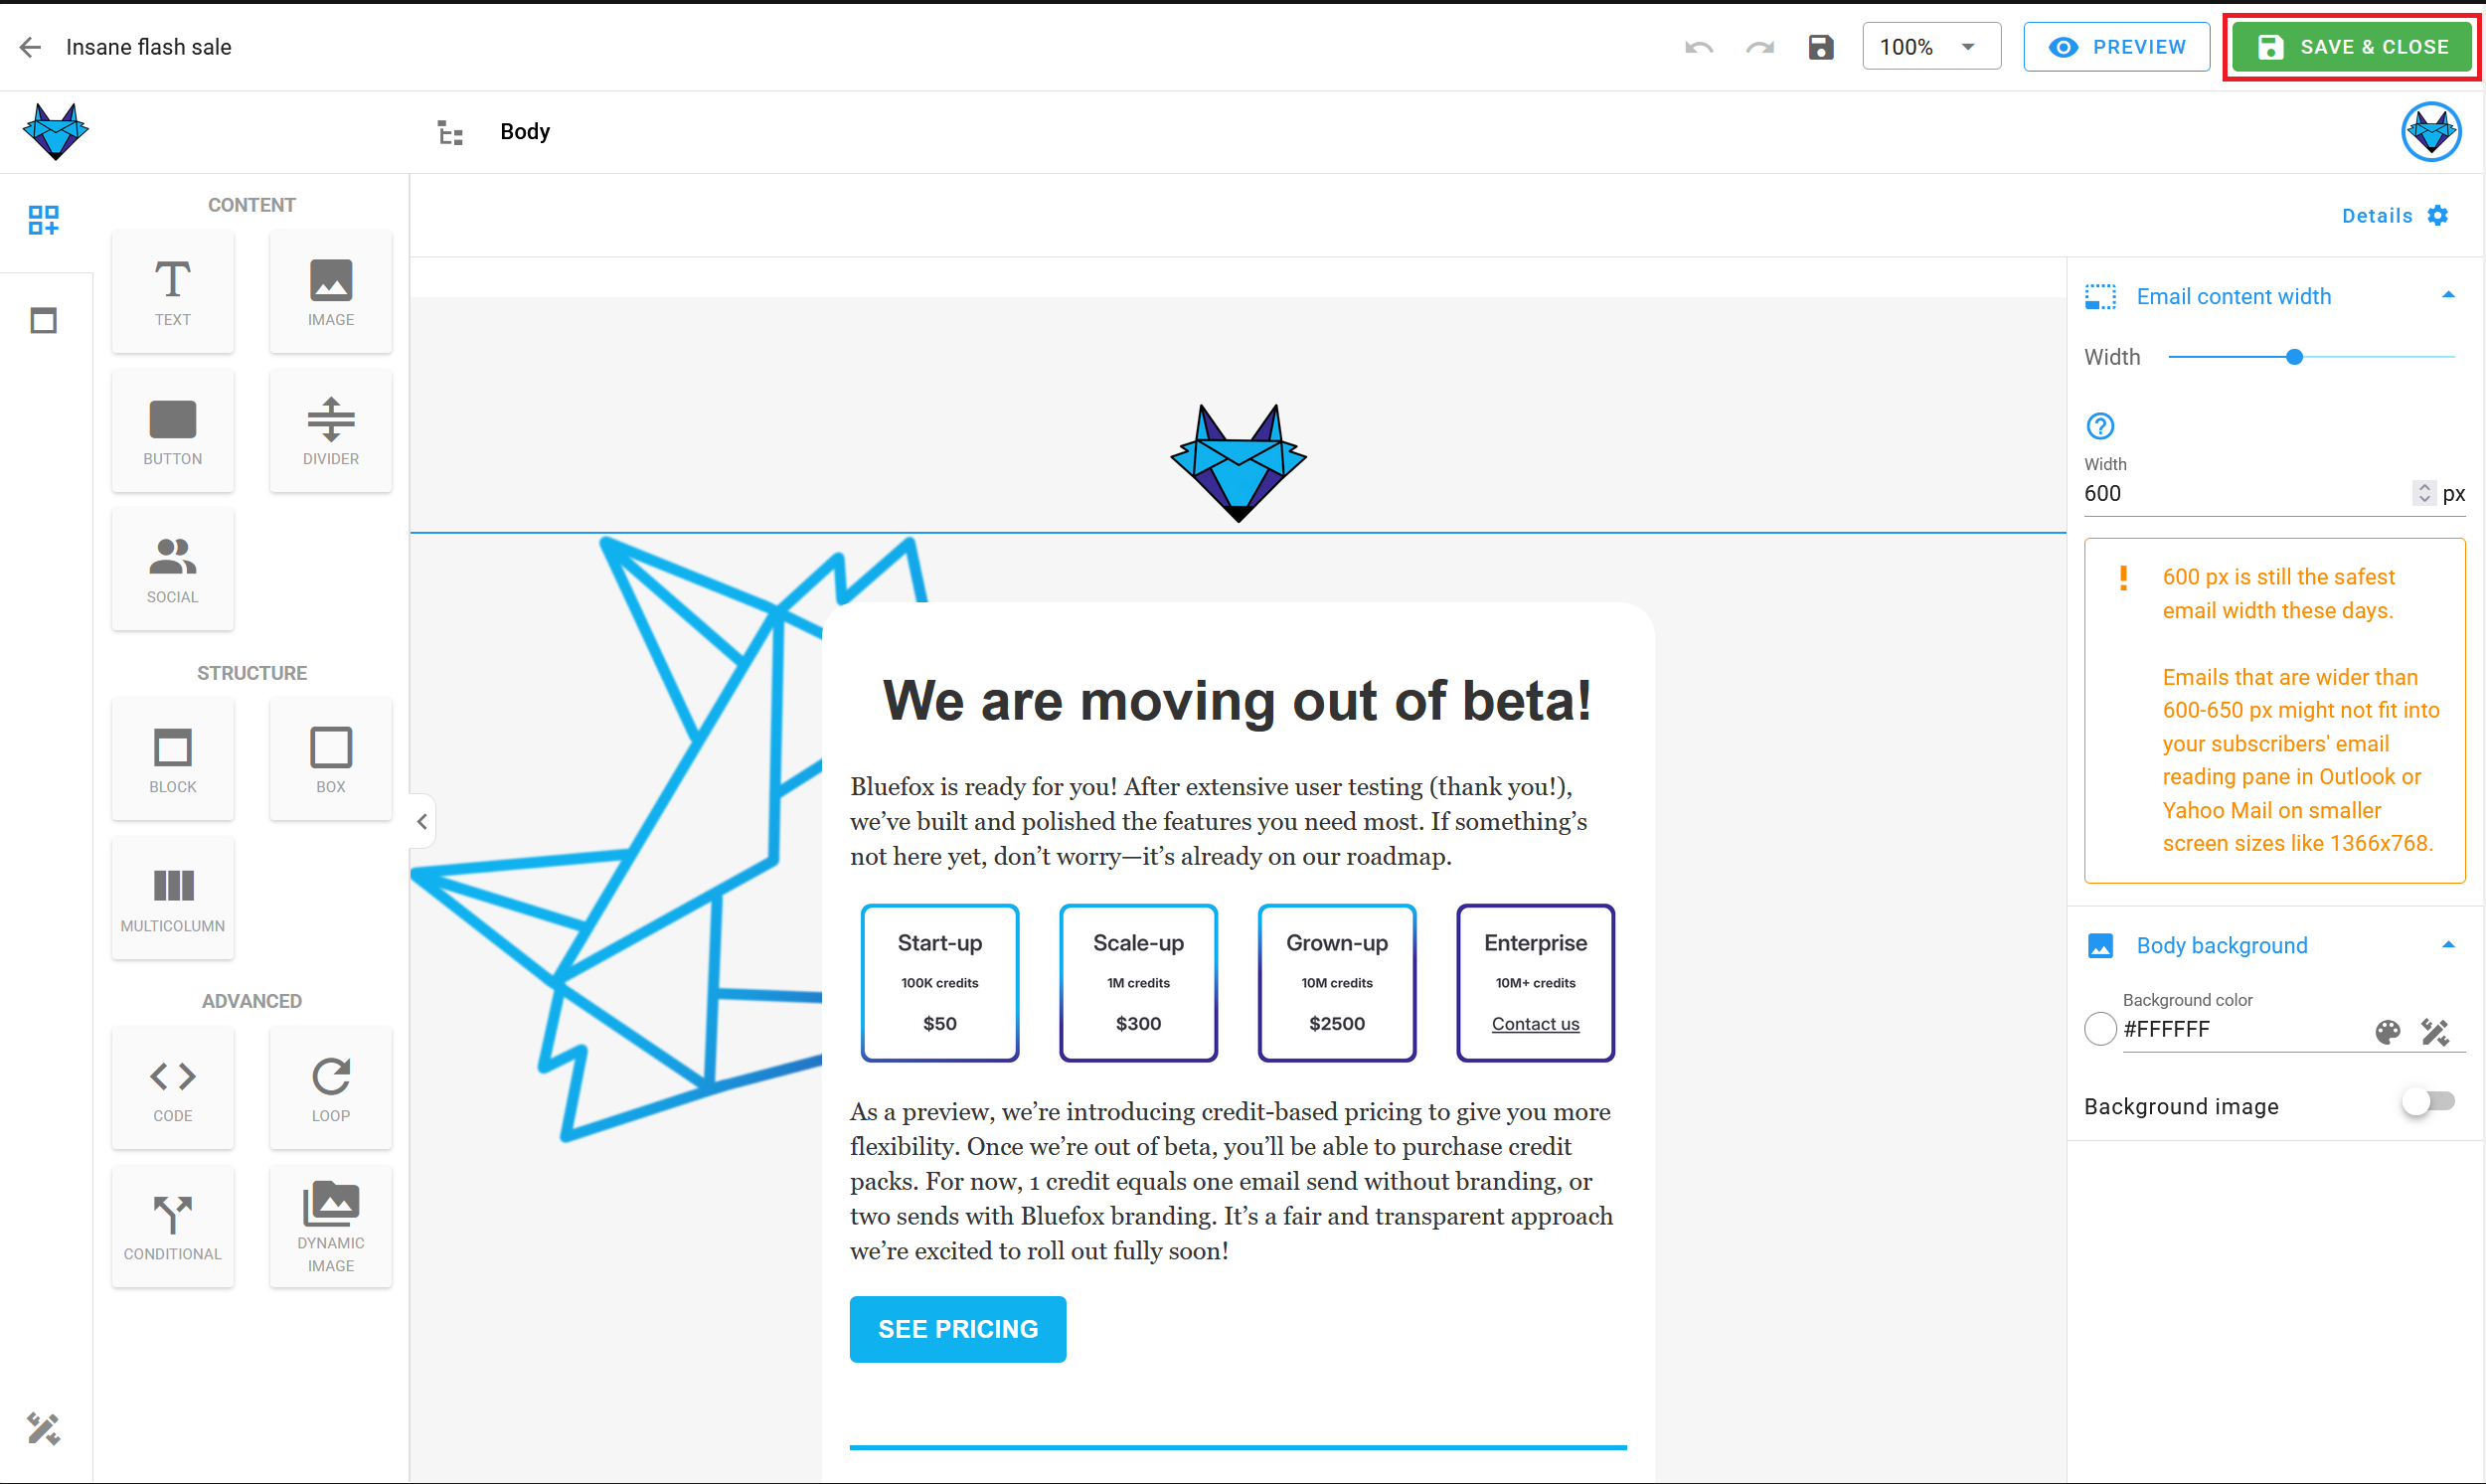 Insane flash sale
100%
PREVIEW
SAVE & CLOSE
Body
Details
CONTENT
TEXT
IMAGE
BUTTON
DIVIDER
SOCIAL
STRUCTURE
BLOCK
BOX
MULTICOLUMN
ADVANCED
CODE
LOOP
CONDITIONAL
DYNAMIC
IMAGE
We are moving out of beta!
Bluefox is ready for you! After extensive user testing (thank you!),
we’ve built and polished the features you need most. If something’s
not here yet, don’t worry—it’s already on our roadmap.
Start-up
100K credits
$50
Scale-up
1M credits
$300
Grown-up
10M credits
$2500
Enterprise
10M+ credits
Contact us
As a preview, we’re introducing credit-based pricing to give you more
flexibility. Once we’re out of beta, you’ll be able to purchase credit
packs. For now, 1 credit equals one email send without branding, or
two sends with Bluefox branding. It’s a fair and transparent approach
we’re excited to roll out fully soon!
SEE PRICING
Email content width
Width
Width
600
px
600 px is still the safest
email width these days.
Emails that are wider than
600-650 px might not fit into
your subscribers' email
reading pane in Outlook or
Yahoo Mail on smaller
screen sizes like 1366x768.
Body background
Background color
#FFFFFF
Background image